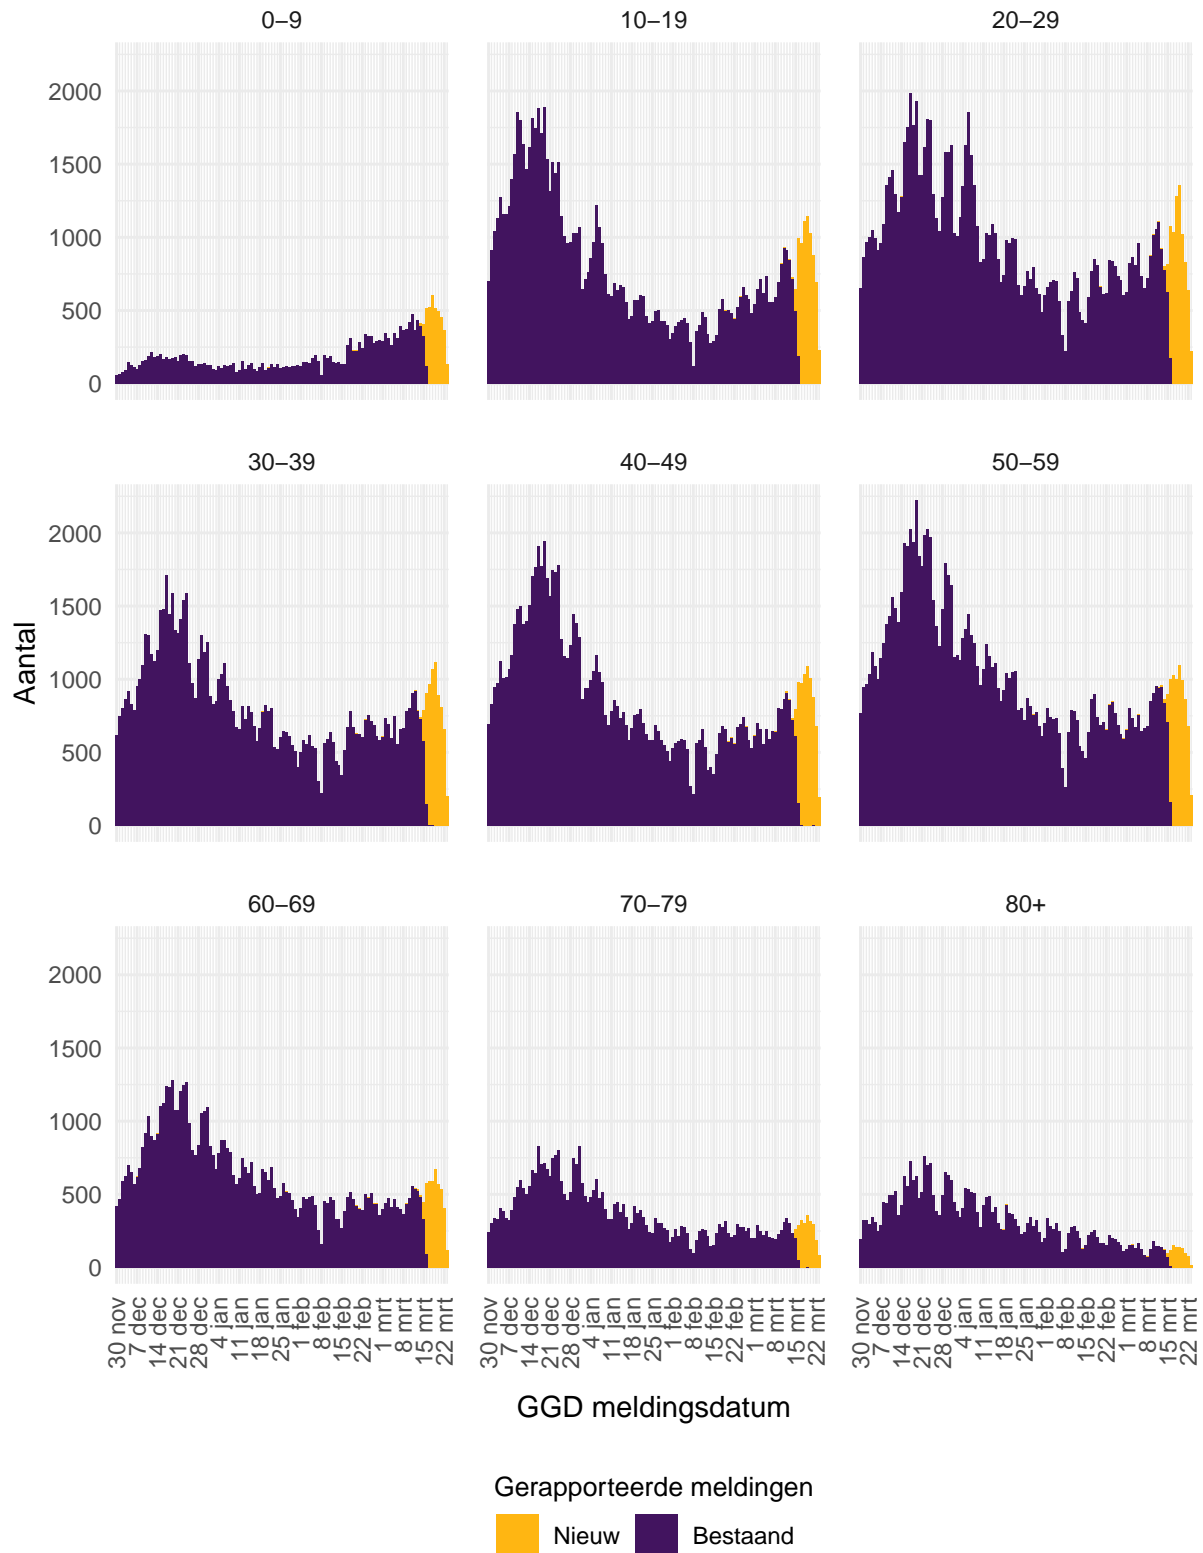 0–9 10–19 20–29
2000
1500
1000
500
0
30–39 40–49 50–59
2000
1500
1000
500
0
Aantal
60–69 70–79 80+
2000
1500
1000
500
0
30 nov 7 dec 14 dec 21 dec 28 dec 4 jan 11 jan 18 jan 25 jan 1 feb 8 feb 15 feb 22 feb 1 mrt 8 mrt 15 mrt 22 mrt
30 nov 7 dec 14 dec 21 dec 28 dec 4 jan 11 jan 18 jan 25 jan 1 feb 8 feb 15 feb 22 feb 1 mrt 8 mrt 15 mrt 22 mrt
30 nov 7 dec 14 dec 21 dec 28 dec 4 jan 11 jan 18 jan 25 jan 1 feb 8 feb 15 feb 22 feb 1 mrt 8 mrt 15 mrt 22 mrt
GGD meldingsdatum
Gerapporteerde meldingen
Nieuw Bestaand